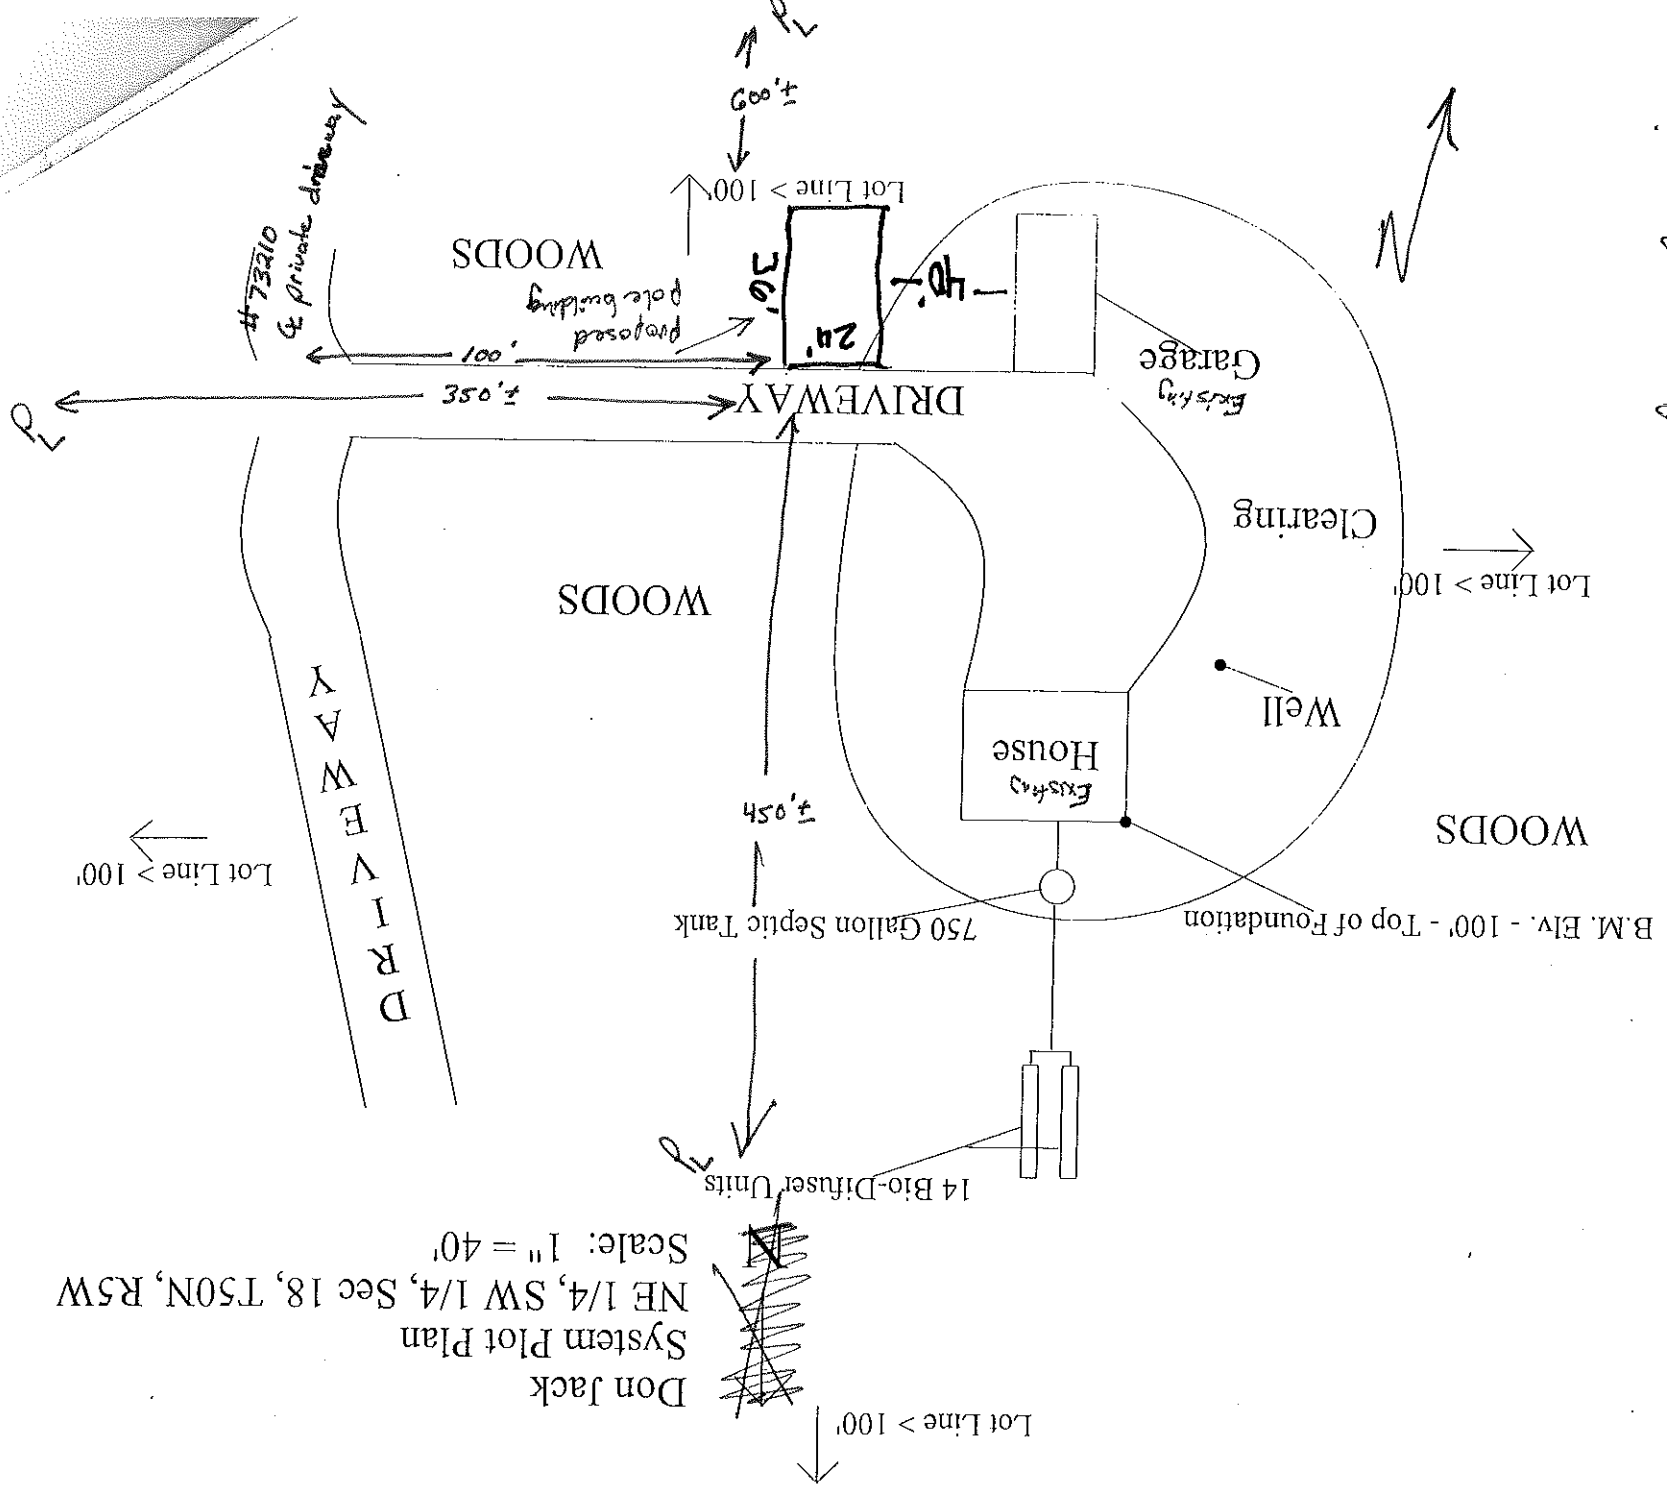 Lot Line > 100'
Don Jack
System Plot Plan
NE 1/4, SW 1/4, Sec 18, T50N, R5W
Scale: 1" = 40'
N
14 Bio-Difuser Units
PL
B.M. Elv. - 100' - Top of Foundation
750 Gallon Septic Tank
Lot Line > 100'
WOODS
DRIVEWAY
450'±
Existing
House
Well
Lot Line > 100'
WOODS
Clearing
Existing
Garage
DRIVEWAY
350'±
PL
100'
24'
36'
- 40' -
proposed
pole building
WOODS
#73210
℄ private driveway
Lot Line > 100'
600'±
PL
N